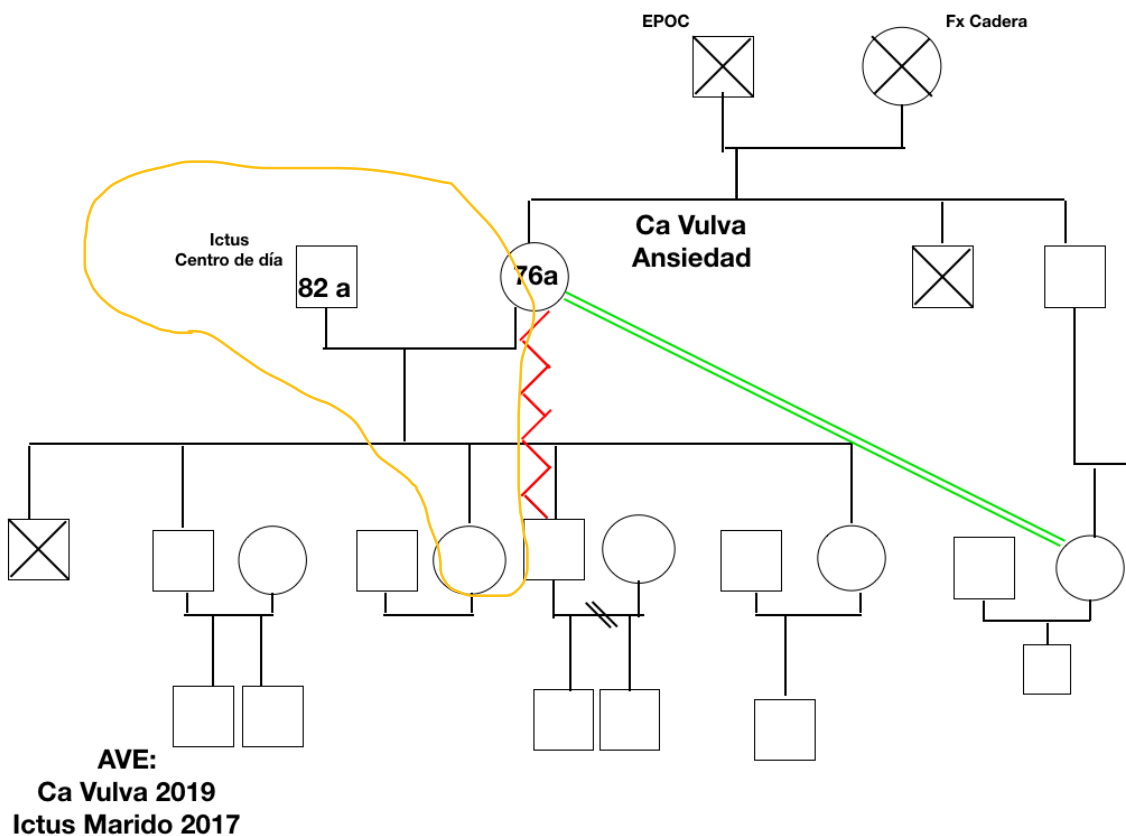 EPOC
Fx Cadera
Ca Vulva
Ansiedad
Ictus
Centro de día
82 a
76a
AVE:
Ca Vulva 2019
Ictus Marido 2017